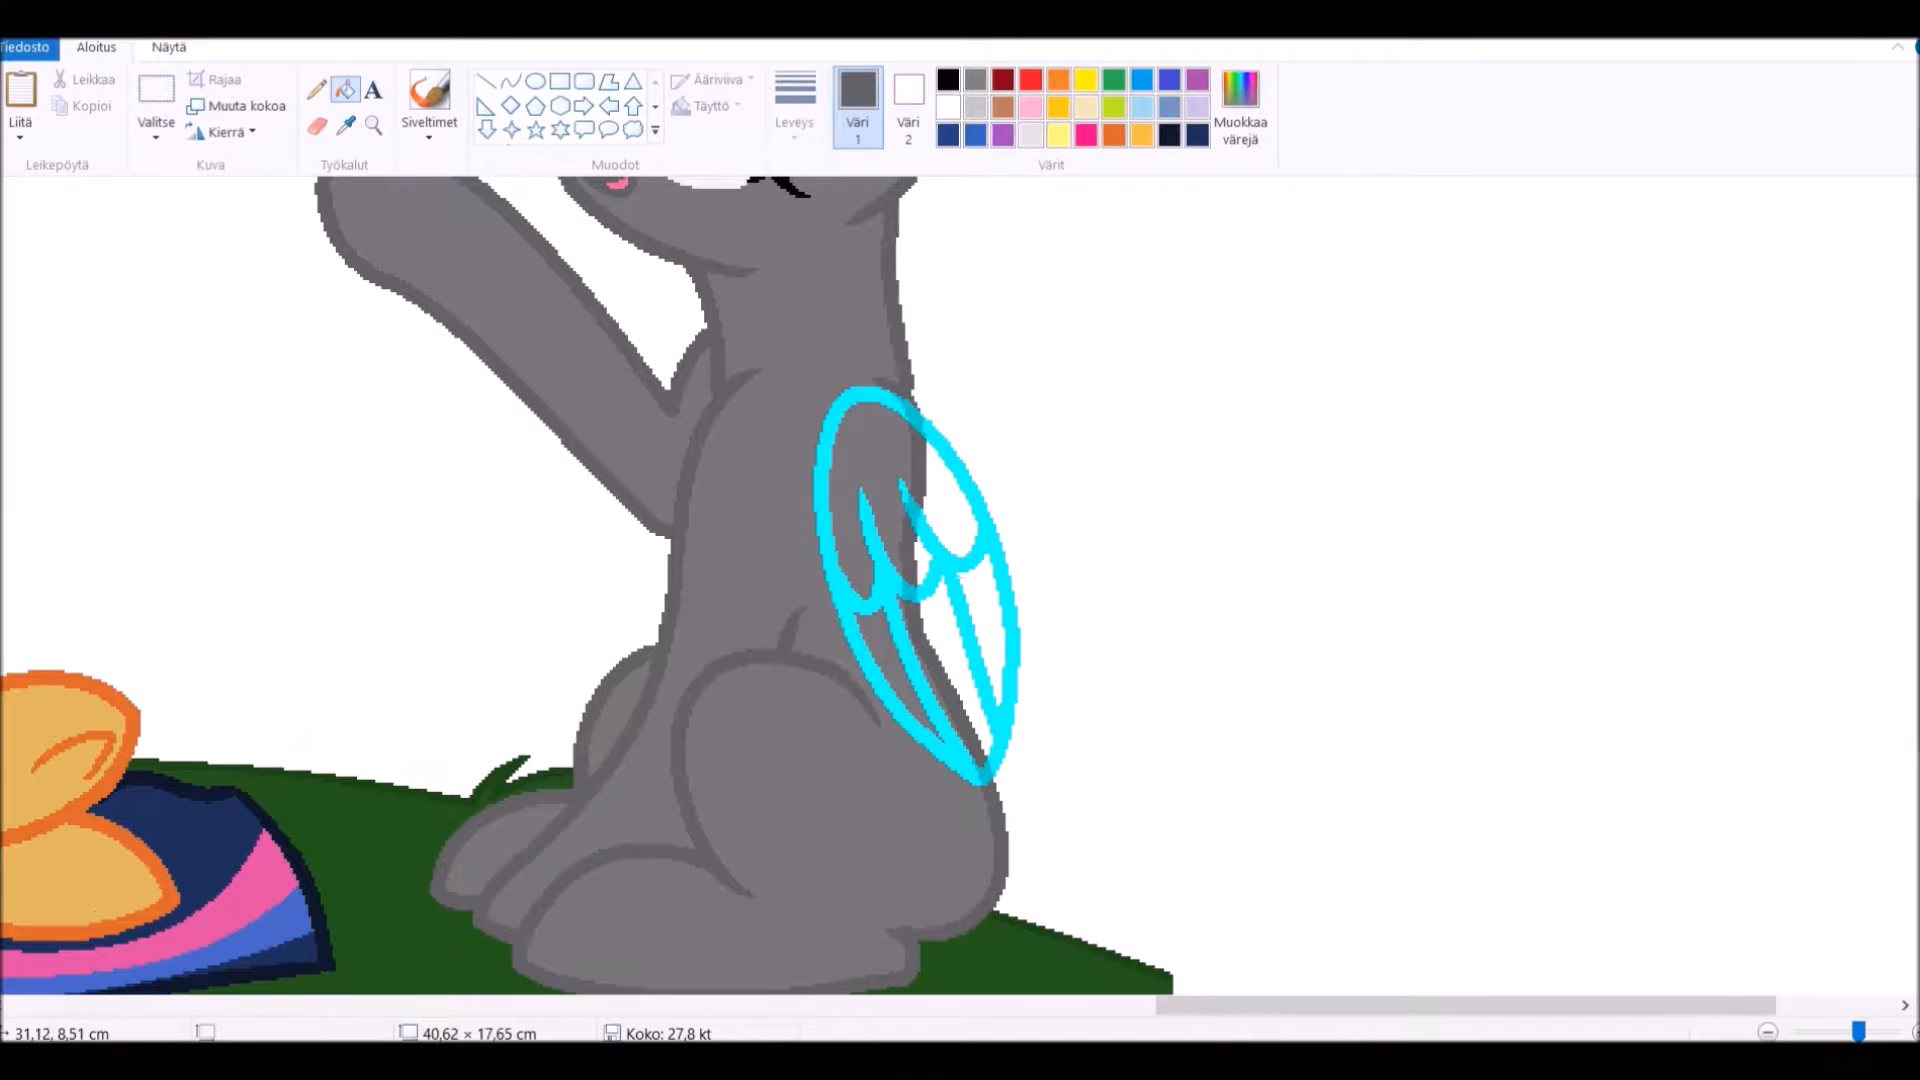 Tiedosto Aloitus Näytä
Liitä
Leikkaa
Kopioi
Leikepöytä
Valitse
Rajaa
Muuta kokoa
Kierrä
Kuva
A
Työkalut
Siveltimet
Muodot
Ääriviiva
Täyttö
Leveys
Väri
1
Väri
2
Värit
Muokkaa
värejä
31,12, 8,51 cm 40,62 × 17,65 cm Koko: 27,8 kt